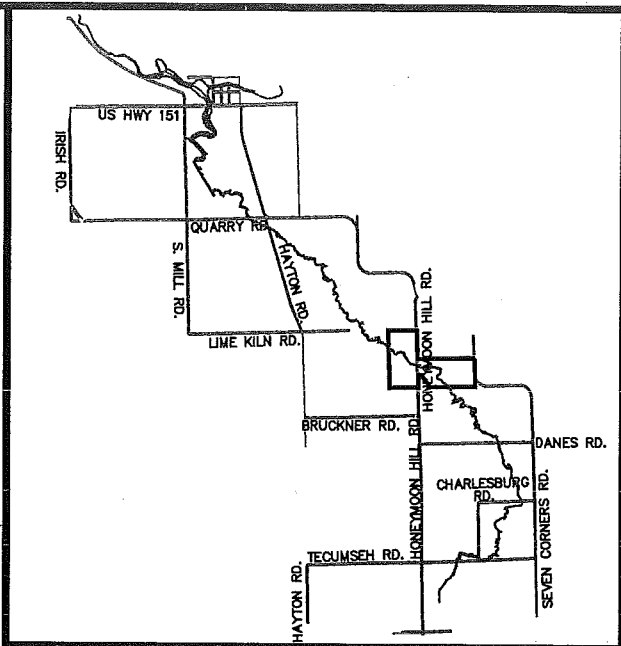 US HWY 151
IRISH RD.
QUARRY RD.
S. MILL RD.
HAYTON RD.
HONEYMOON HILL RD.
LIME KILN RD.
BRUCKNER RD.
HONEYMOON HILL RD.
DANES RD.
CHARLESBURG
RD.
SEVEN CORNERS RD.
TECUMSEH RD.
HAYTON RD.